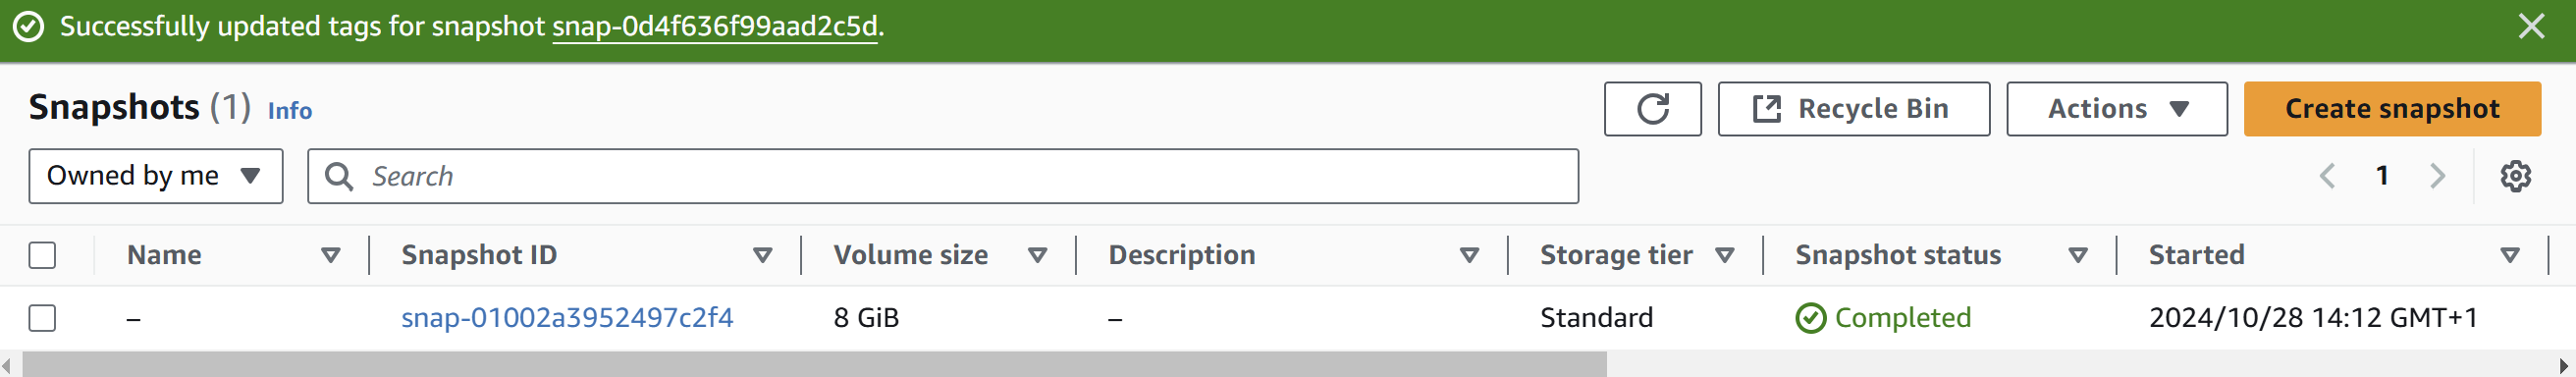 Successfully updated tags for snapshot snap-0d4f636f99aad2c5d.
Snapshots (1) Info
Recycle Bin
Actions
Create snapshot
Owned by me
Search
1
Name Snapshot ID Volume size Description Storage tier Snapshot status Started
– snap-01002a3952497c2f4 8 GiB – Standard Completed 2024/10/28 14:12 GMT+1